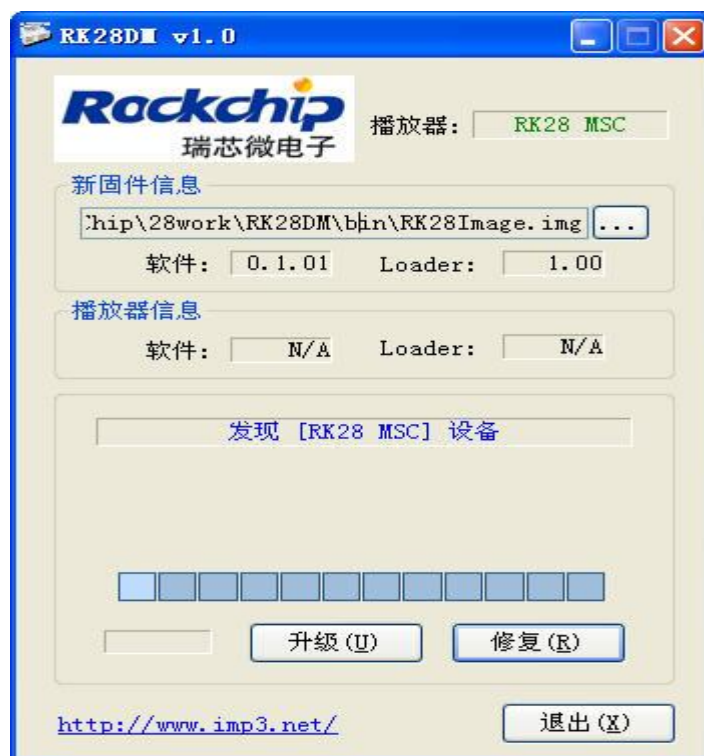 RK28DM v1.0
Rockchip
瑞芯微电子
播放器: RK28 MSC
新固件信息
Chip\28work\RK28DM\bin\RK28Image.img ...
软件: 0.1.01 Loader: 1.00
播放器信息
软件: N/A Loader: N/A
发现 [RK28 MSC] 设备
升级(U) 修复(R)
http://www.imp3.net/ 退出(X)